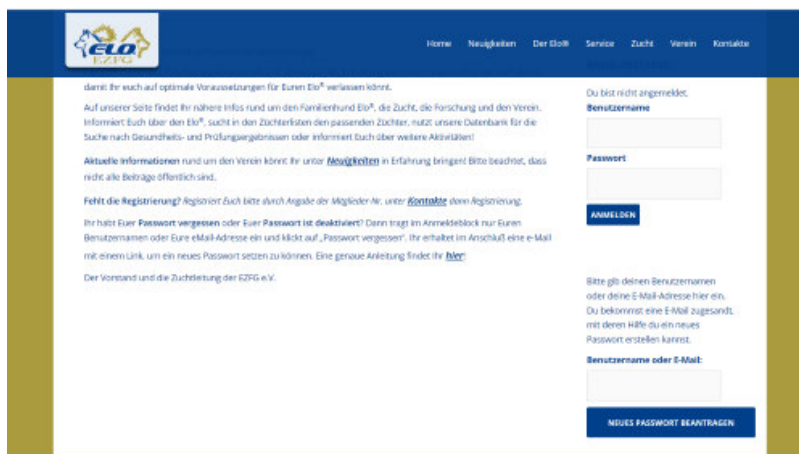 ELO
EZFG
Home Neuigkeiten Der Elo® Service Zucht Verein Kontakte
damit Ihr euch auf optimale Voraussetzungen für Euren Elo® verlassen könnt.
Auf unserer Seite findet Ihr nähere Infos rund um den Familienhund Elo®, die Zucht, die Forschung und den Verein.
Informiert Euch über den Elo®, sucht in den Züchterlisten den passenden Züchter, nutzt unsere Datenbank für die
Suche nach Gesundheits- und Prüfungsergebnissen oder informiert Euch über weitere Aktivitäten!
Aktuelle Informationen rund um den Verein könnt Ihr unter Neuigkeiten in Erfahrung bringen! Bitte beachtet, dass
nicht alle Beiträge öffentlich sind.
Fehlt die Registrierung? Registriert Euch bitte durch Angabe der Mitglieder-Nr. unter Kontakte dann Registrierung.
Ihr habt Euer Passwort vergessen oder Euer Passwort ist deaktiviert? Dann tragt im Anmeldeblock nur Euren
Benutzernamen oder Eure eMail-Adresse ein und klickt auf „Passwort vergessen“. Ihr erhaltet im Anschluß eine e-Mail
mit einem Link, um ein neues Passwort setzen zu können. Eine genaue Anleitung findet Ihr hier!
Der Vorstand und die Zuchtleitung der EZFG e.V.
Du bist nicht angemeldet.
Benutzername
Passwort
ANMELDEN
Bitte gib deinen Benutzernamen
oder deine E-Mail-Adresse hier ein.
Du bekommst eine E-Mail zugesandt,
mit deren Hilfe du ein neues
Passwort erstellen kannst.
Benutzername oder E-Mail:
NEUES PASSWORT BEANTRAGEN